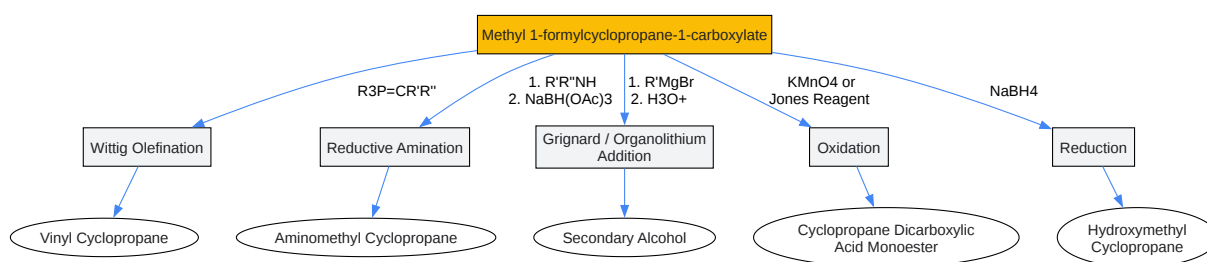 Methyl 1-formylcyclopropane-1-carboxylate
R3P=CR'R"
1. R'R"NH
2. NaBH(OAc)3
1. R'MgBr
2. H3O+
KMnO4 or
Jones Reagent
NaBH4
Wittig Olefination
Reductive Amination
Grignard / Organolithium
Addition
Oxidation
Reduction
Vinyl Cyclopropane
Aminomethyl Cyclopropane
Secondary Alcohol
Cyclopropane Dicarboxylic
Acid Monoester
Hydroxymethyl
Cyclopropane